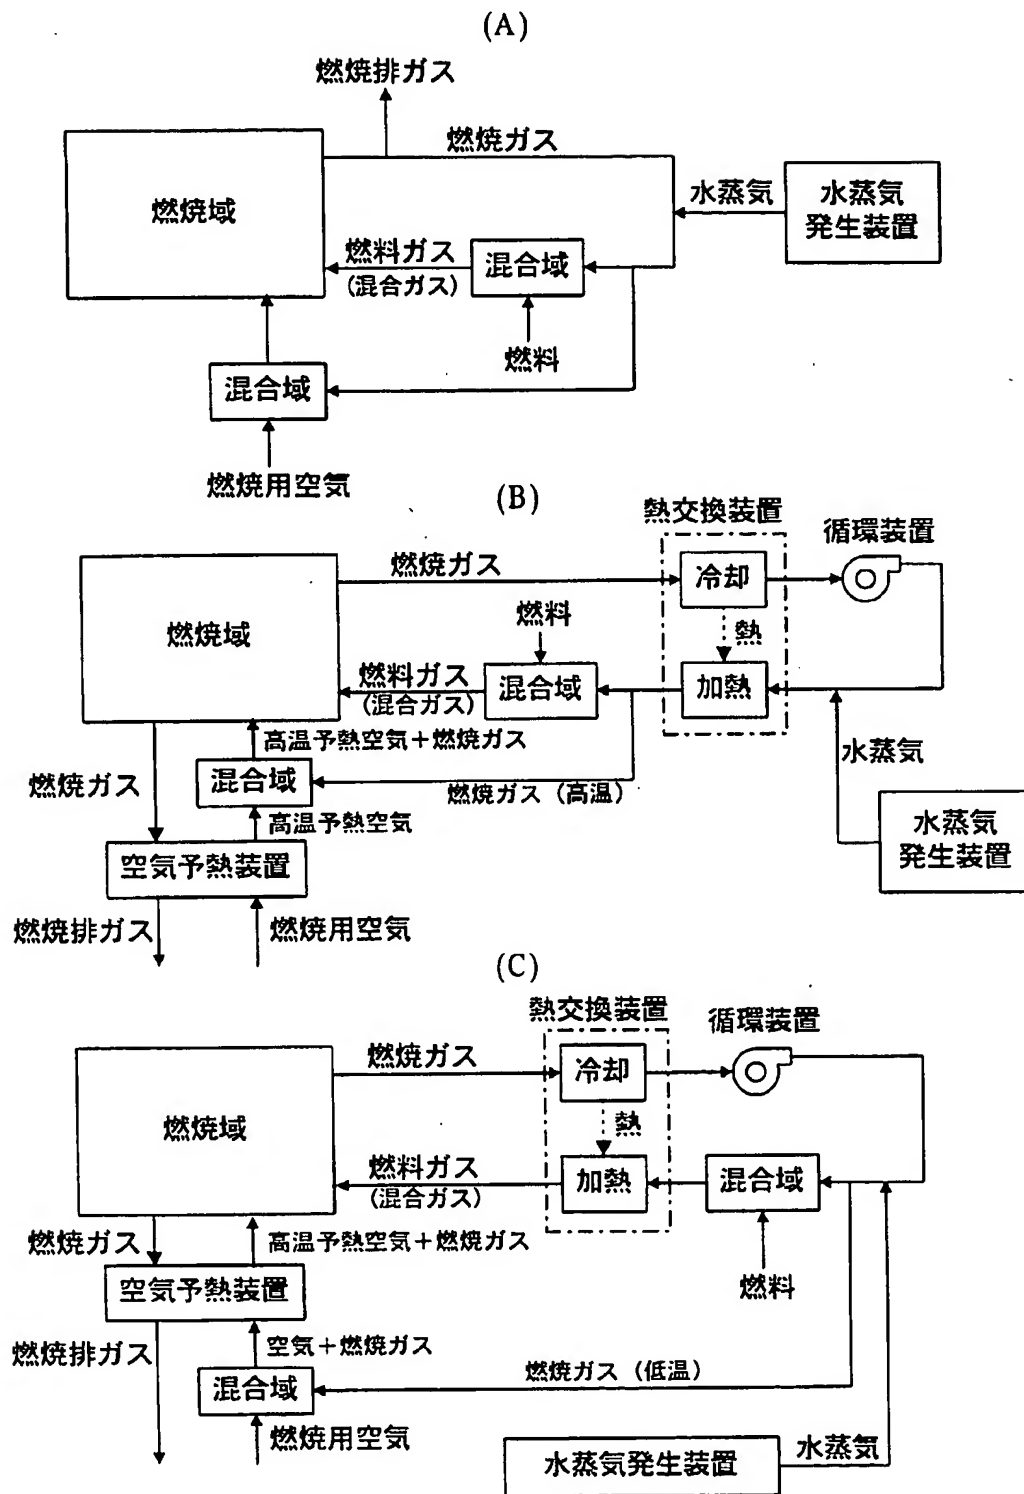 (A)
燃焼排ガス
燃焼ガス
燃焼域
水蒸気
水蒸気
発生装置
燃料ガス
(混合ガス)
混合域
燃料
混合域
燃焼用空気
(B)
熱交換装置
循環装置
燃焼ガス
冷却
燃焼域
燃料
熱
燃料ガス
(混合ガス)
混合域
加熱
高温予熱空気+燃焼ガス
水蒸気
燃焼ガス
混合域
燃焼ガス(高温)
高温予熱空気
水蒸気
発生装置
空気予熱装置
燃焼排ガス
燃焼用空気
(C)
熱交換装置
循環装置
燃焼ガス
冷却
燃焼域
熱
燃料ガス
(混合ガス)
加熱
混合域
燃焼ガス
高温予熱空気+燃焼ガス
空気予熱装置
燃料
燃焼排ガス
空気+燃焼ガス
混合域
燃焼ガス(低温)
燃焼用空気
水蒸気発生装置
水蒸気